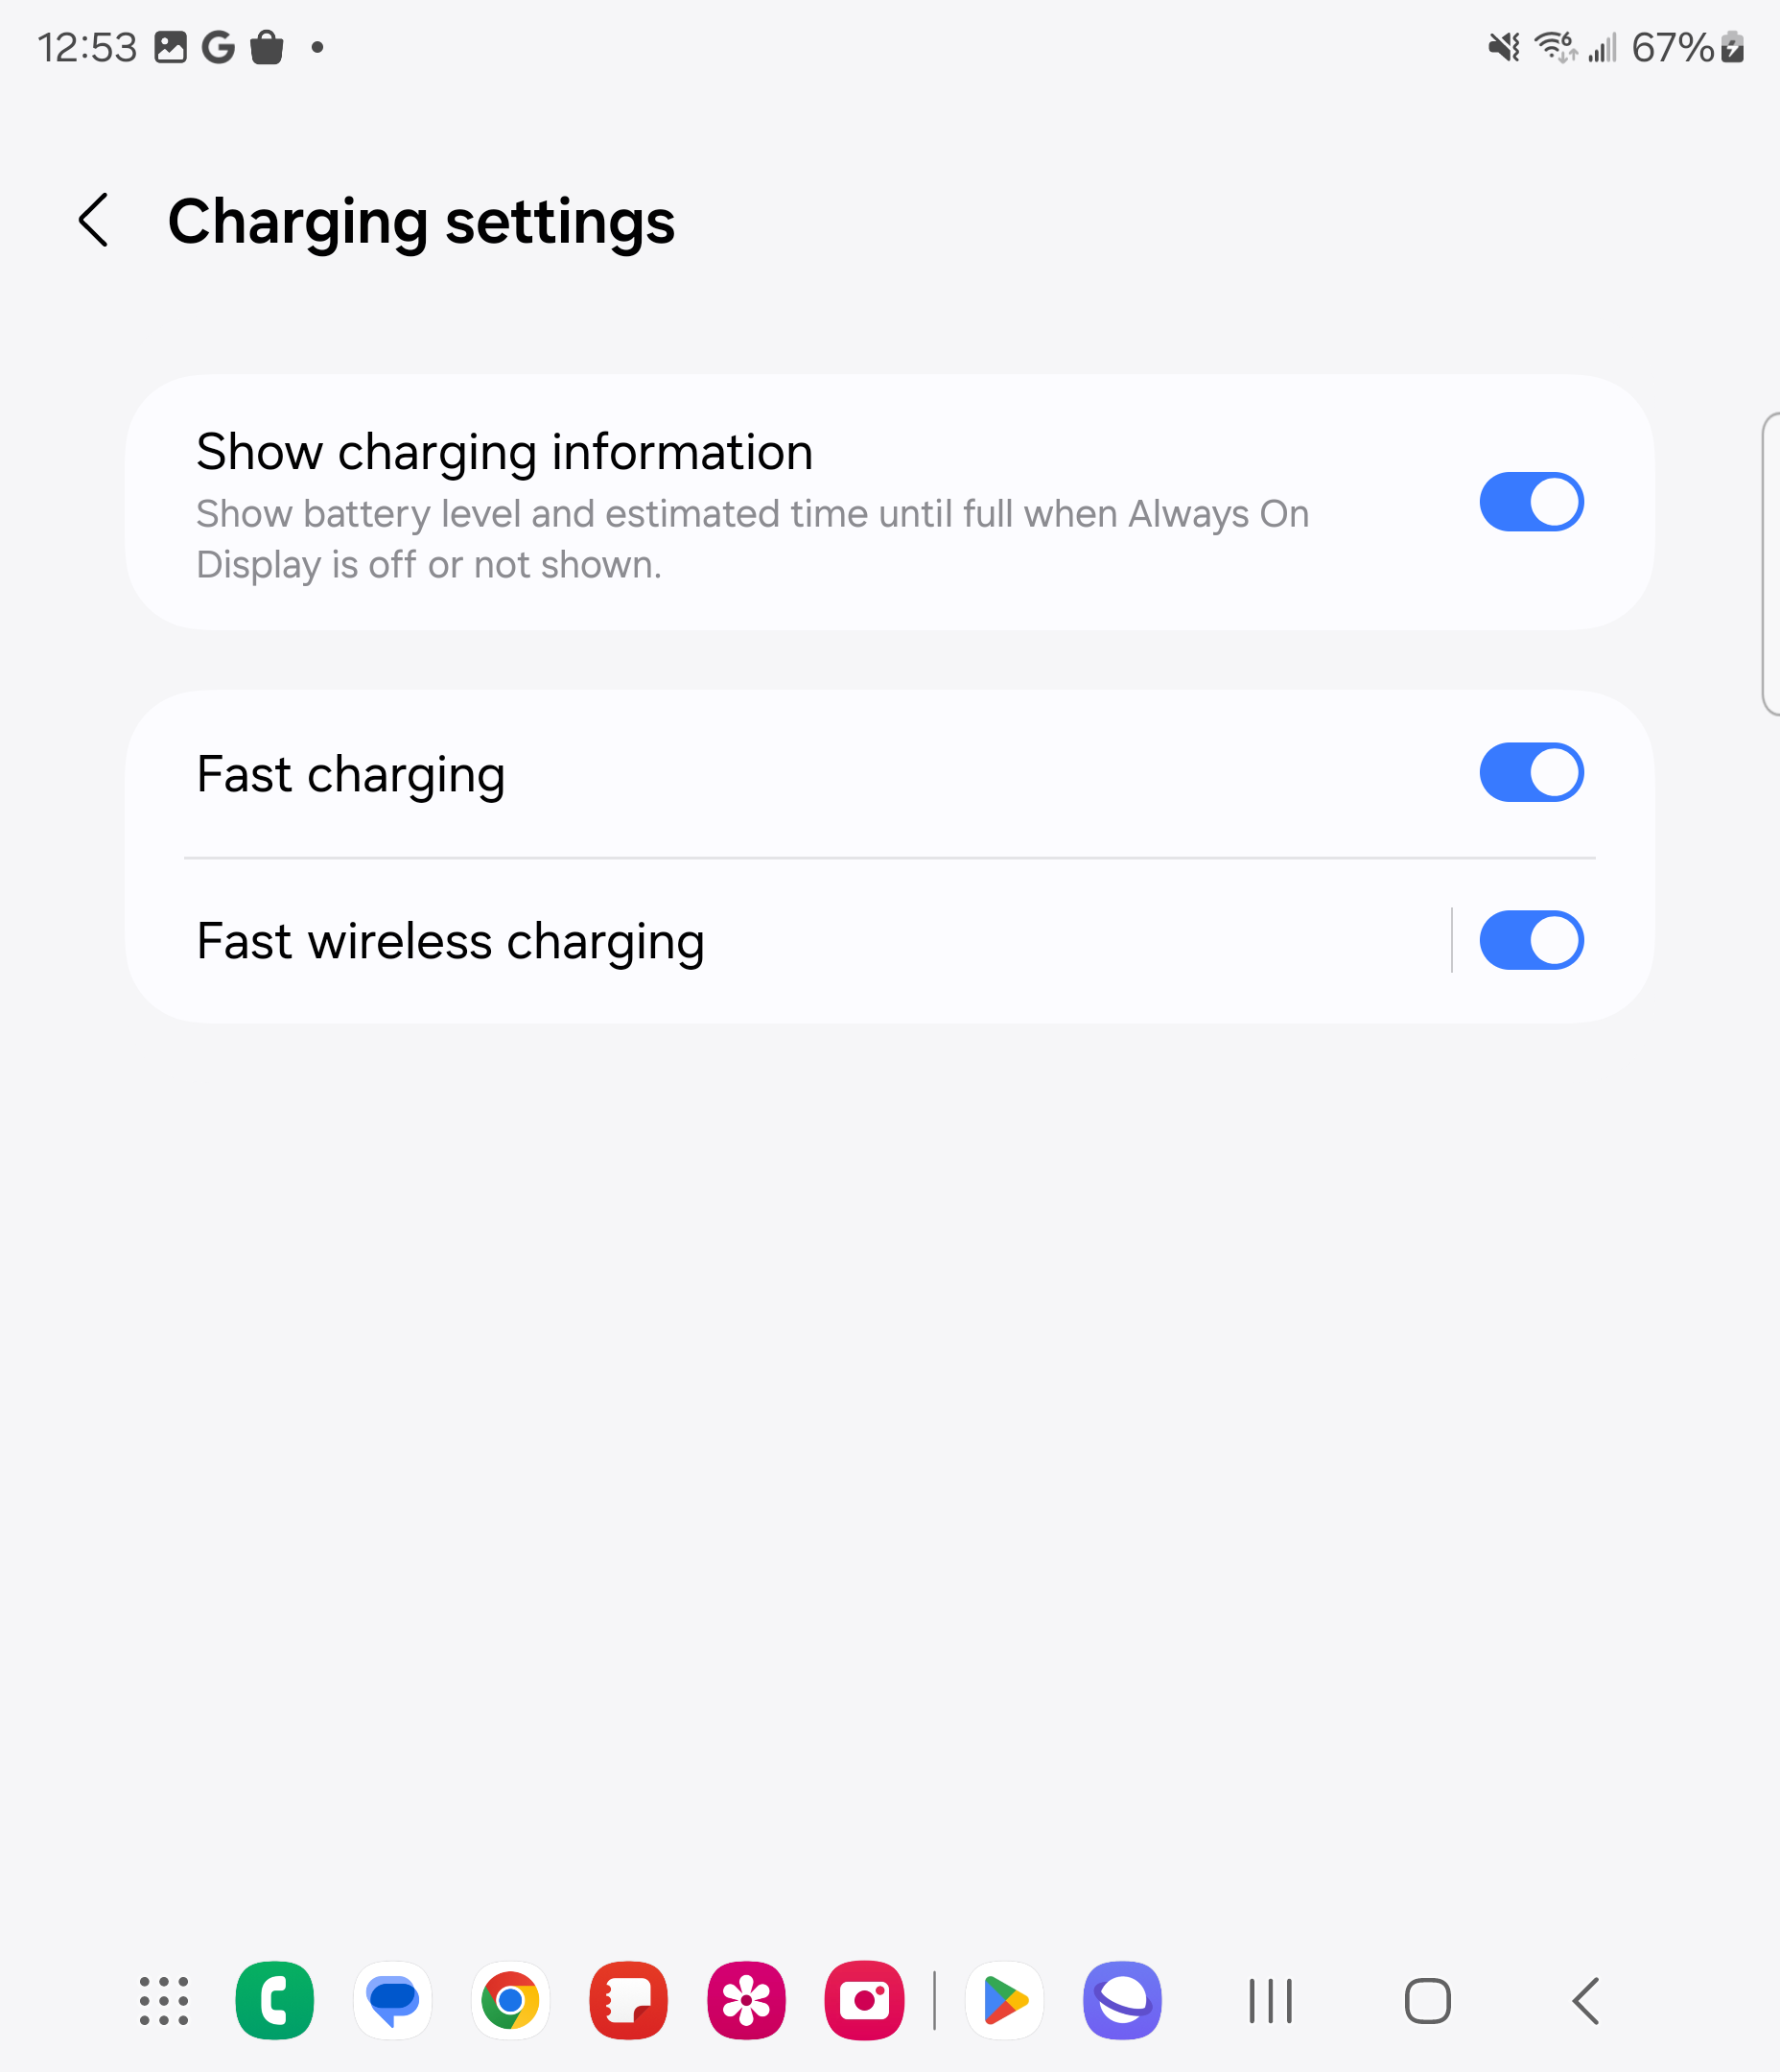 12:53
67%
Charging settings
Show charging information
Show battery level and estimated time until full when Always On
Display is off or not shown.
Fast charging
Fast wireless charging